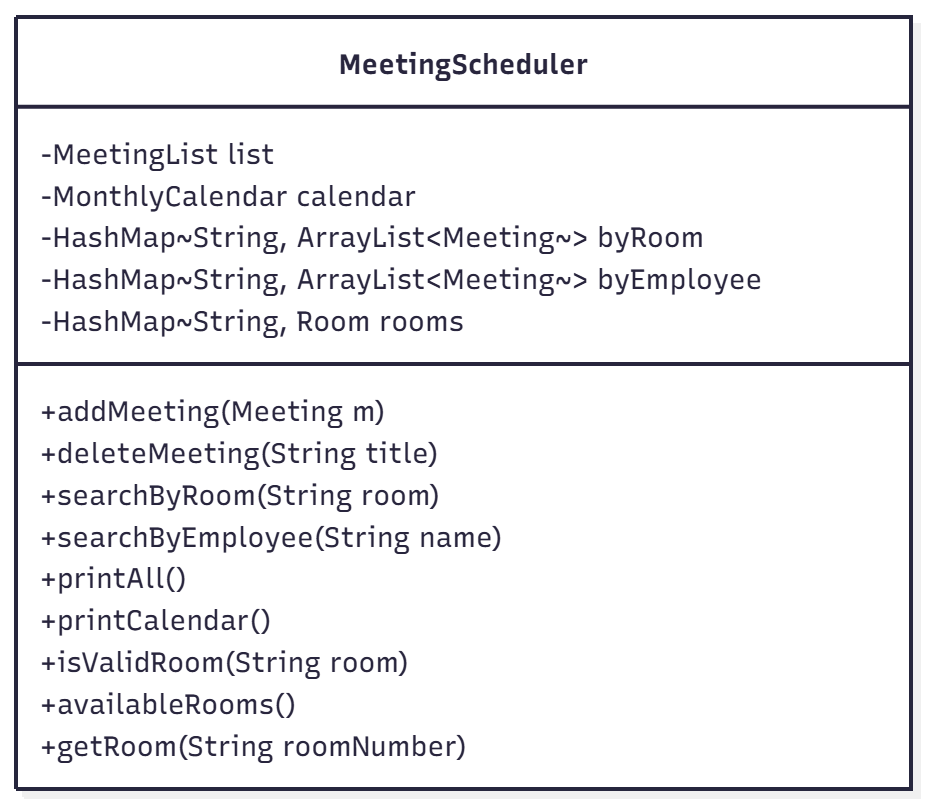 MeetingScheduler
-MeetingList list
-MonthlyCalendar calendar
-HashMap~String, ArrayList<Meeting~> byRoom
-HashMap~String, ArrayList<Meeting~> byEmployee
-HashMap~String, Room rooms
+addMeeting(Meeting m)
+deleteMeeting(String title)
+searchByRoom(String room)
+searchByEmployee(String name)
+printAll()
+printCalendar()
+isValidRoom(String room)
+availableRooms()
+getRoom(String roomNumber)